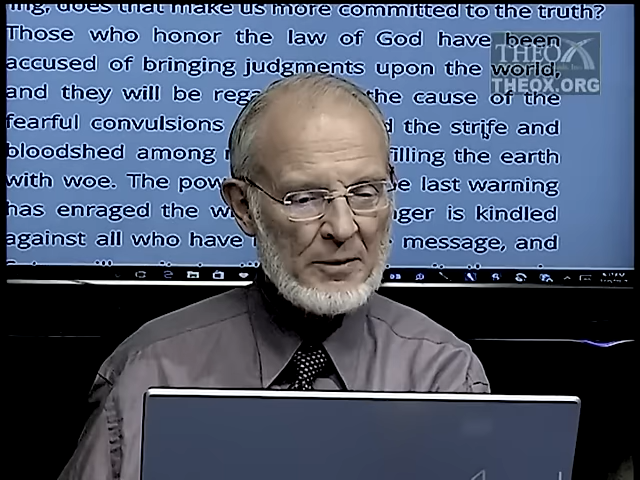 ing, does that make us more committed to the truth?
Those who honor the law of God have been
accused of bringing judgments upon the world,
and they will be rega the cause of the
fearful convulsions d the strife and
bloodshed among filling the earth
with woe. The pow e last warning
has enraged the w nger is kindled
against all who have message, and
THEOX
THEOX.ORG